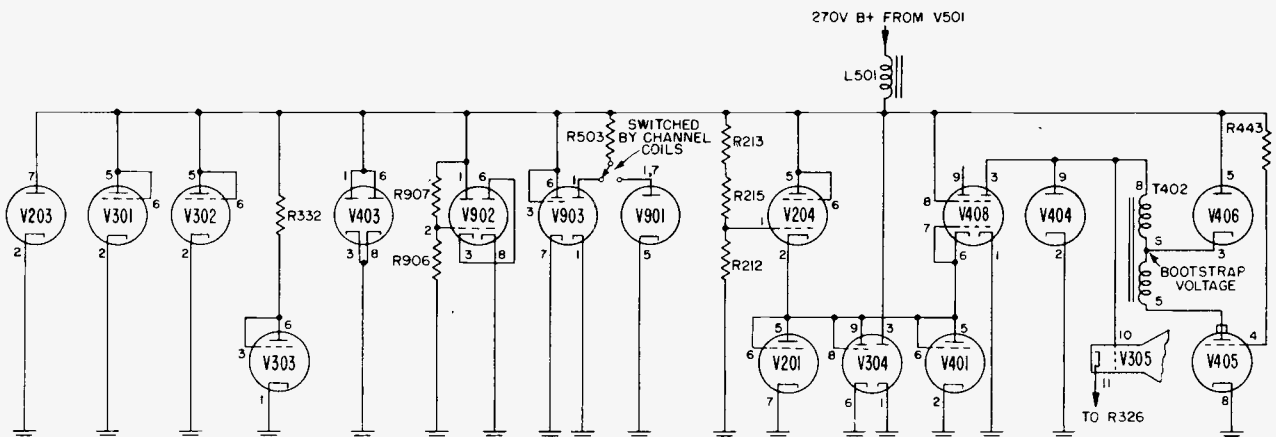 270V B+ FROM V501
L501
SWITCHED
BY CHANNEL
COILS
R503
R213
R443
7
5
5
1 6
1
6
6
1
1,7
R215
5
9 3
9
8
T402
5
V203
V301
6
V302
6
R332
V403
R907
V902
3
V903
V901
1
V204
6
8
V408
7
V404
V406
2
2
2
3 8
2
R906
3
8
7
1
5
R212
2
6
1
2
S
3
BOOTSTRAP
VOLTAGE
5
6
3
V303
1
5
6
V201
7
9
3
8
V304
6
1
5
6
V401
2
10
V305
11
TO R326
4
V405
8